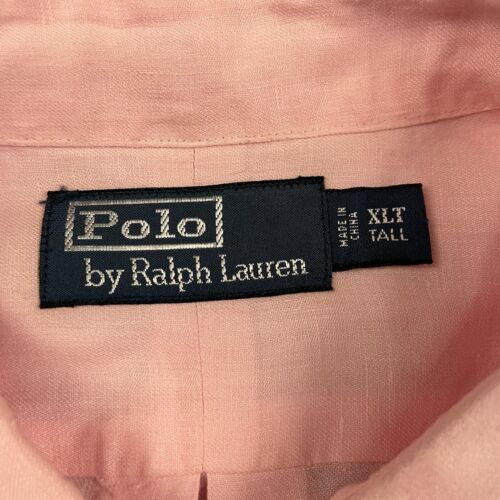 Polo
by Ralph Lauren
MADE IN
CHINA
XLT
TALL